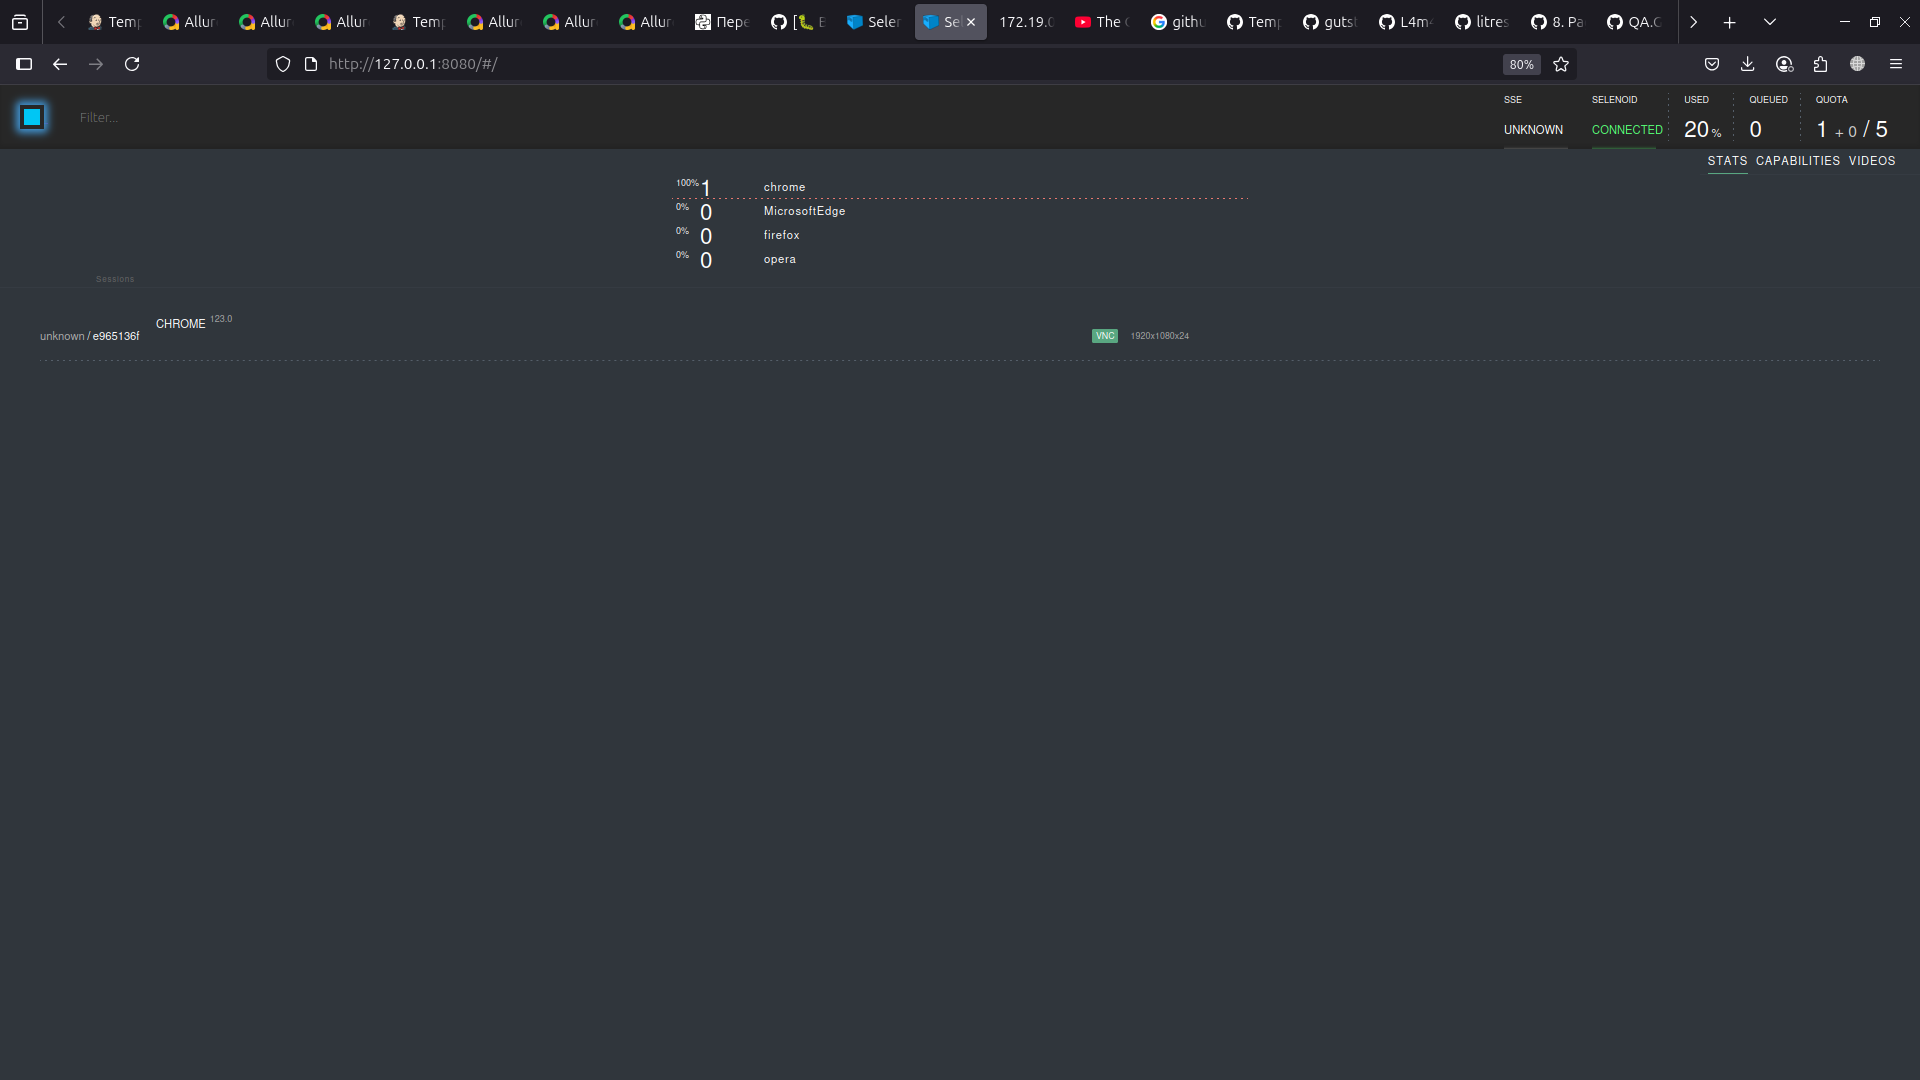 Temp Allur Allur Allur Temp Allur Allur Allur Пере [🐛 B Seler Sel 172.19.0 The githu Temp gutst L4m4 litres 8. Pa QA.G
http://127.0.0.1:8080/#/ 80%
Filter...
SSE SELENOID USED QUEUED QUOTA
UNKNOWN CONNECTED 20 % 0 1 + 0 / 5
STATS CAPABILITIES VIDEOS
100% 1 chrome
0% 0 MicrosoftEdge
0% 0 firefox
0% 0 opera
Sessions
unknown / e965136f CHROME 123.0 VNC 1920x1080x24